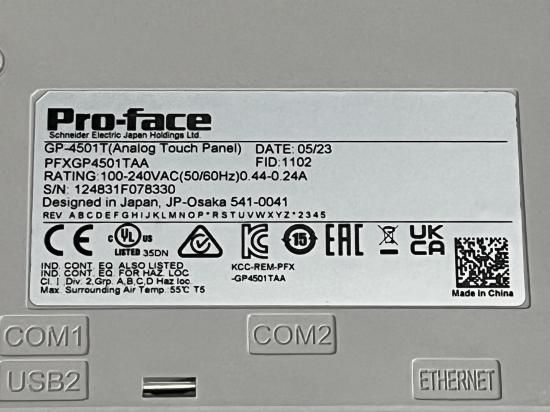 Pro-face
Schneider Electric Japan Holdings Ltd.
GP-4501T(Analog Touch Panel) DATE: 05/23
PFXGP4501TAA FID: 1102
RATING: 100-240VAC(50/60Hz)0.44-0.24A
S/N: 124831F078330
Designed in Japan, JP-Osaka 541-0041
REV A B C D E F G H I J K L M N O P * R S T U V W X Y Z * 2 3 4 5
CE c UL US LISTED 35DN 15 EAC UK CA
IND. CONT. EQ. ALSO LISTED
IND. CONT. EQ. FOR HAZ. LOC
Cl. I, Div. 2, Grp. A,B,C,D Haz loc.
Max. Surrounding Air Temp. 55℃ T5
KCC-REM-PFX
-GP4501TAA
Made in China
COM1 COM2
USB2 ETHERNET